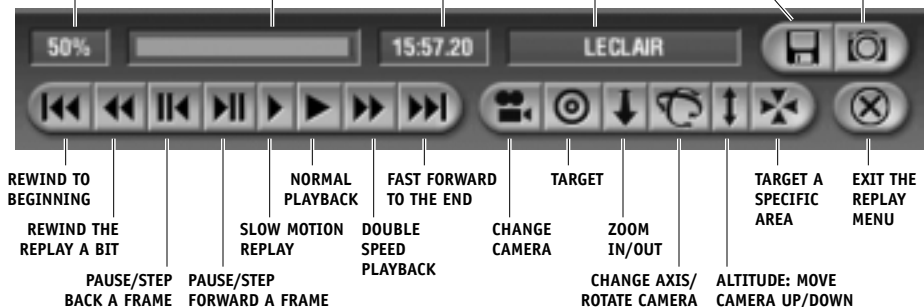 50%
15:57.20
LECLAIR
REWIND TO
BEGINNING
REWIND THE
REPLAY A BIT
PAUSE/STEP
BACK A FRAME
PAUSE/STEP
FORWARD A FRAME
SLOW MOTION
REPLAY
NORMAL
PLAYBACK
DOUBLE
SPEED
PLAYBACK
FAST FORWARD
TO THE END
CHANGE
CAMERA
TARGET
ZOOM
IN/OUT
CHANGE AXIS/
ROTATE CAMERA
ALTITUDE: MOVE
CAMERA UP/DOWN
TARGET A
SPECIFIC
AREA
EXIT THE
REPLAY
MENU